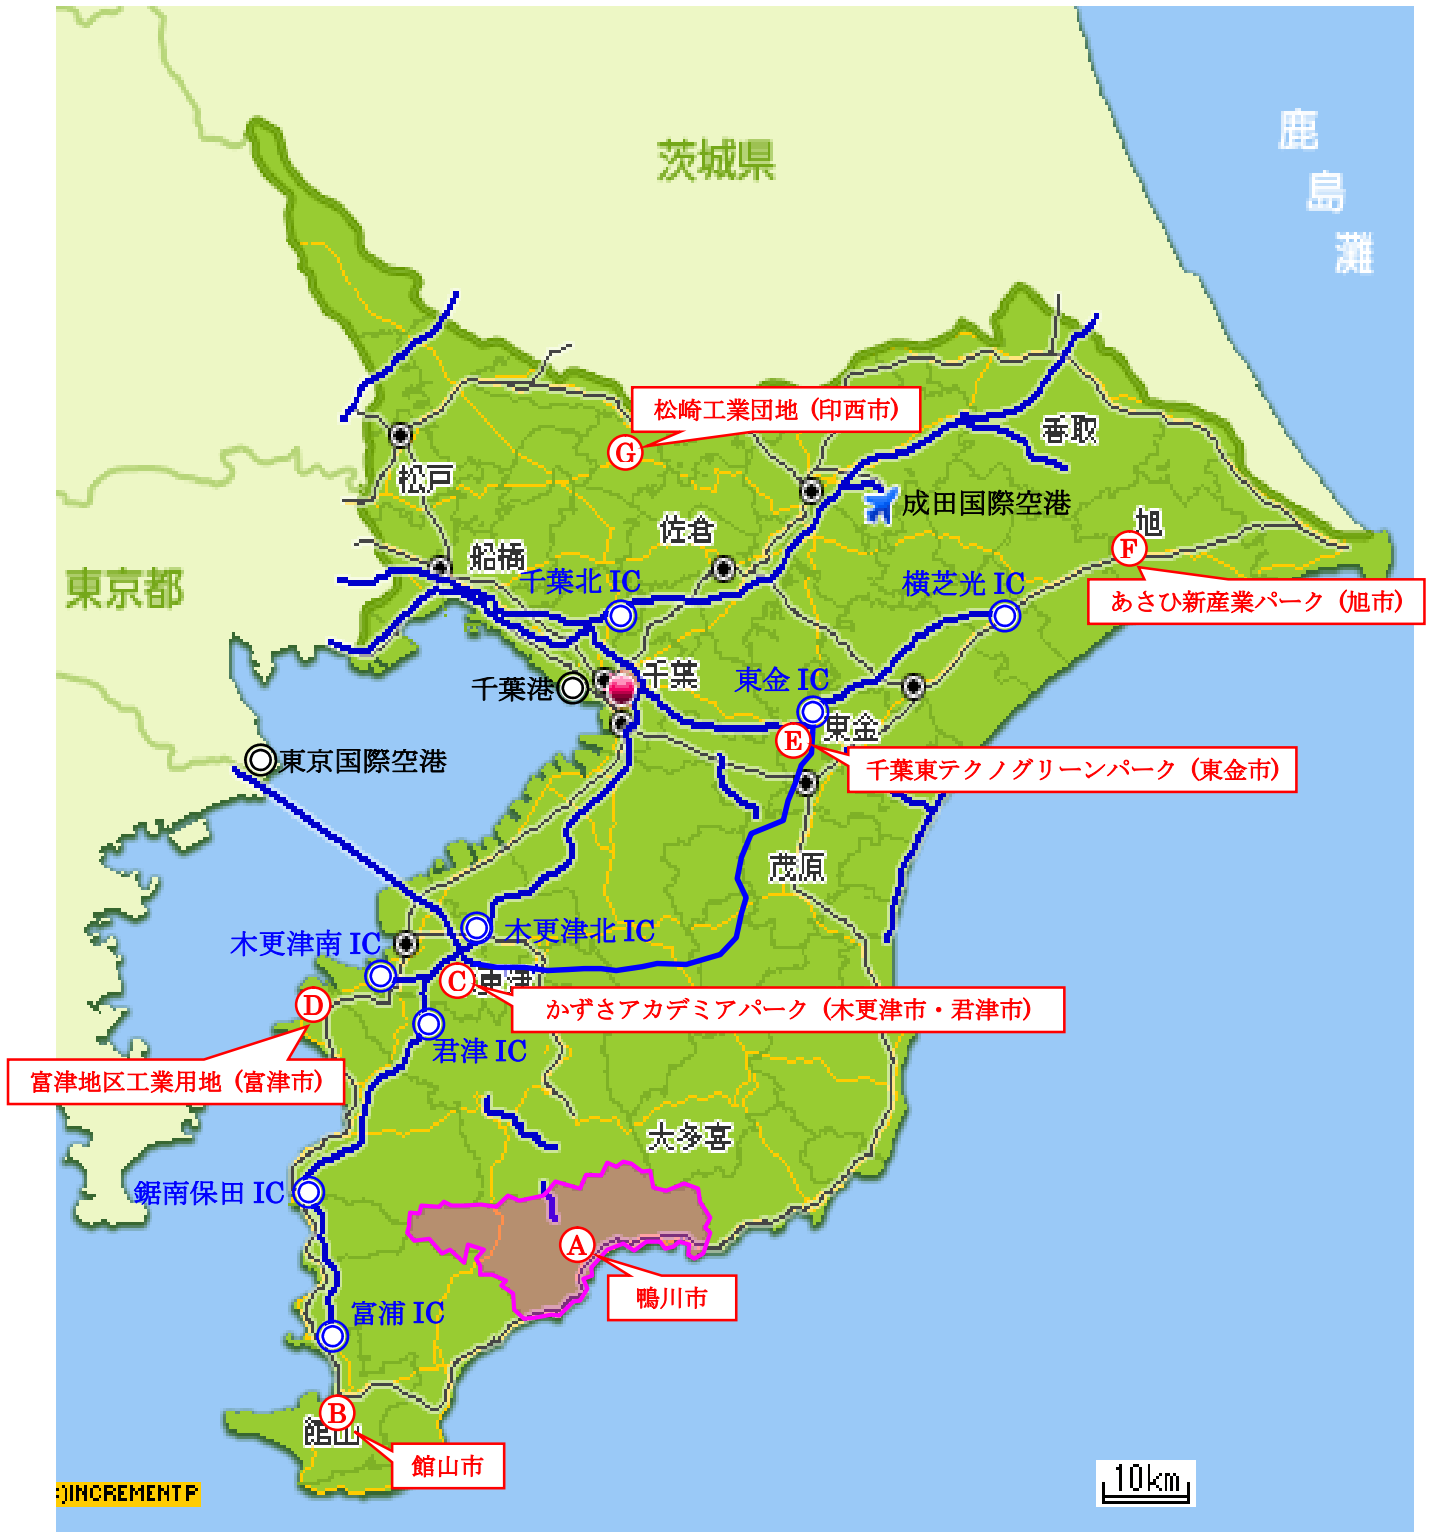 鹿
島
灘
茨城県
松崎工業団地（印西市）
G
香取
松戸
成田国際空港
佐倉
旭
F
船橋
東京都
千葉北 IC
横芝光 IC
あさひ新産業パーク（旭市）
千葉
千葉港
東金 IC
東金
E
東京国際空港
千葉東テクノグリーンパーク（東金市）
茂原
木更津北 IC
木更津南 IC
C
D
かずさアカデミアパーク（木更津市・君津市）
君津 IC
富津地区工業用地（富津市）
大多喜
鋸南保田 IC
A
鴨川市
富浦 IC
B
館山
館山市
10km
)INCREMENT P